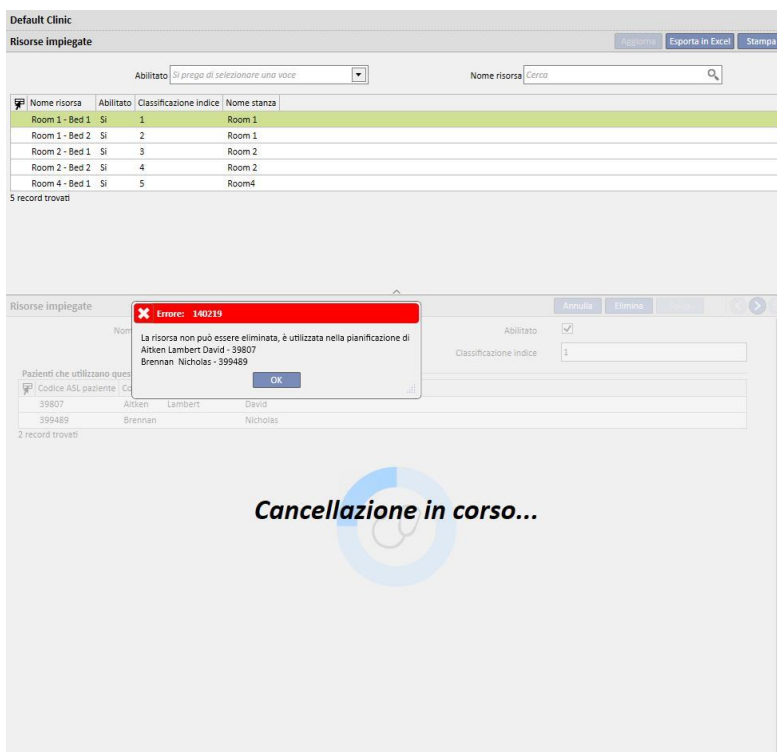 Default Clinic
Risorse impiegate Aggiorna Esporta in Excel Stampa
Abilitato Si prega di selezionare una voce Nome risorsa Cerca
Nome risorsa Abilitato Classificazione indice Nome stanza
Room 1 - Bed 1 Si 1 Room 1
Room 1 - Bed 2 Si 2 Room 1
Room 2 - Bed 1 Si 3 Room 2
Room 2 - Bed 2 Si 4 Room 2
Room 4 - Bed 1 Si 5 Room4
5 record trovati
Risorse impiegate Annulla Elimina
Errore: 140219
La risorsa non può essere eliminata, è utilizzata nella pianificazione di
Aitken Lambert David - 39807
Brennan Nicholas - 399489
OK
Nom Abilitato
Classificazione indice 1
Pazienti che utilizzano ques
Codice ASL paziente Co
39807 Aitken Lambert David
399489 Brennan Nicholas
2 record trovati
Cancellazione in corso...